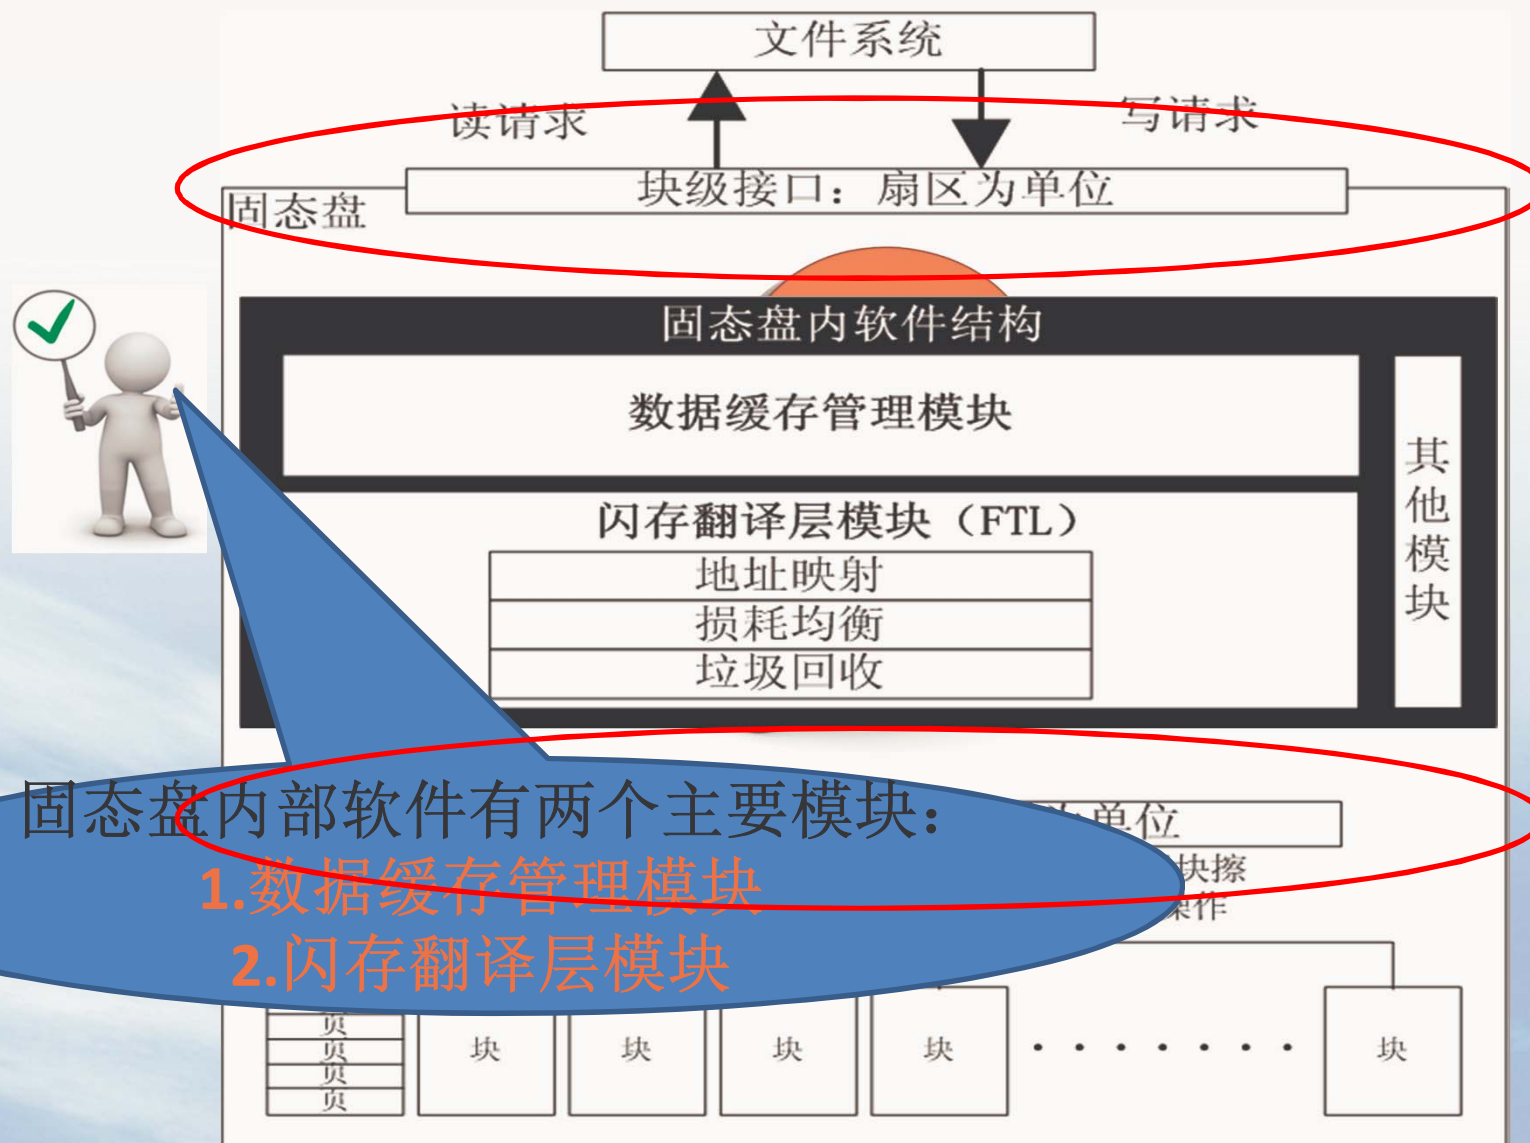 文件系统
读请求
写请求
块级接口：扇区为单位
固态盘
固态盘内软件结构
数据缓存管理模块
其他模块
闪存翻译层模块（FTL）
地址映射
损耗均衡
垃圾回收
固态盘内部软件有两个主要模块：
1.数据缓存管理模块
2.闪存翻译层模块
单位
块擦
操作
页
页
页
页
块
块
块
块
块